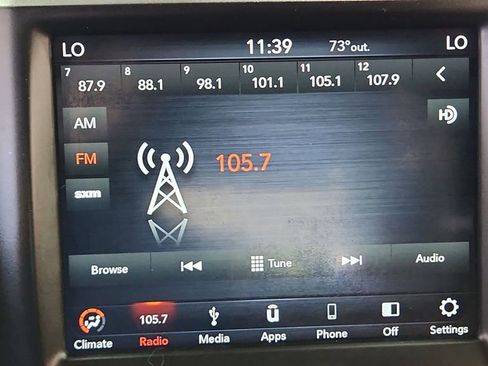 LO 11:39 73°out. LO
7 8 9 10 11 12
87.9 88.1 98.1 101.1 105.1 107.9
AM
HD
FM
105.7
sxm
Browse Tune Audio
105.7
Climate Radio Media Apps Phone Off Settings